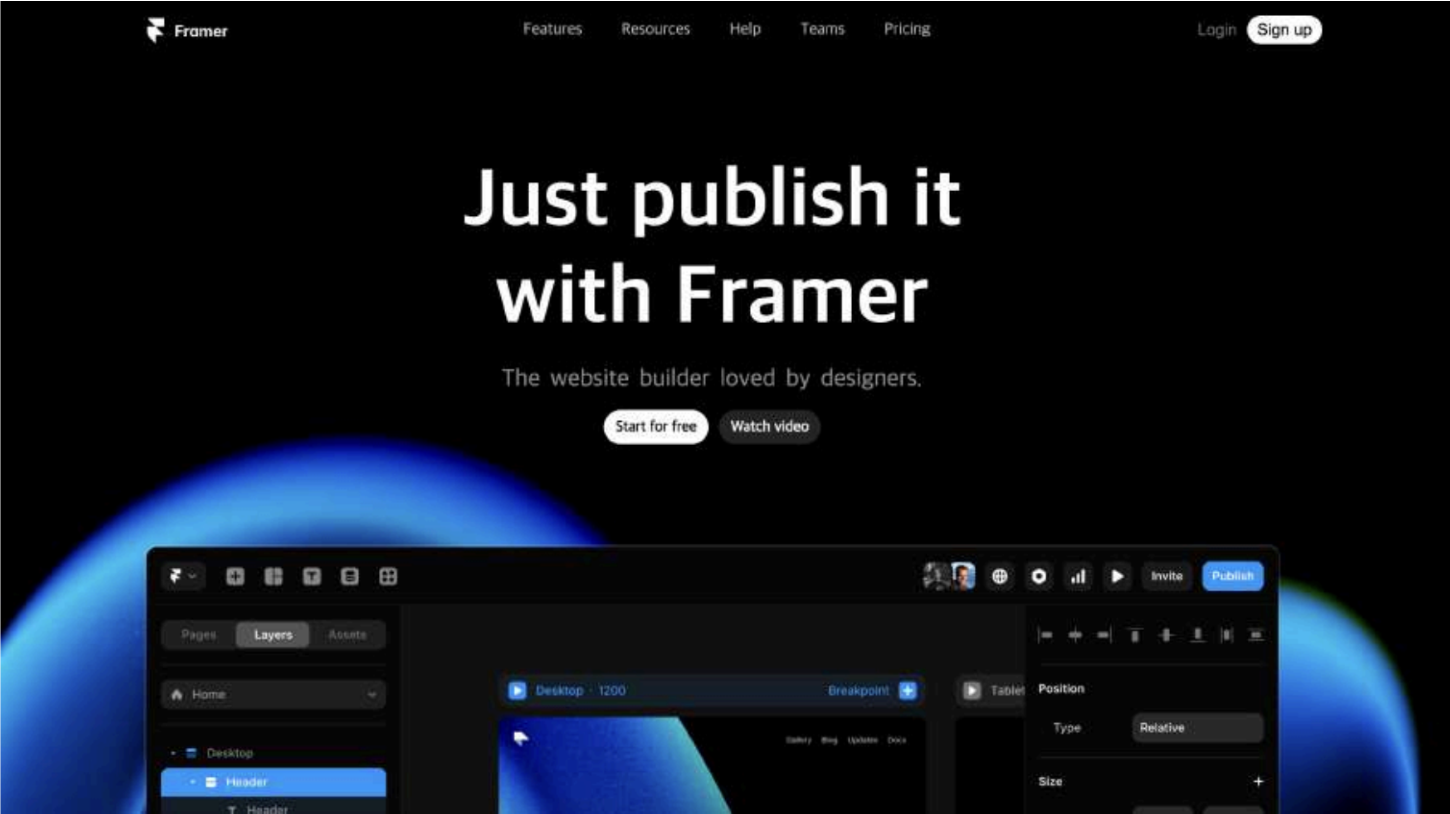 Framer
Features Resources Help Teams Pricing
Login Sign up
Just publish it
with Framer
The website builder loved by designers.
Start for free Watch video
Invite Publish
Pages Layers Assets
Home
Desktop · 1200 Breakpoint
Tablet
Position
Type Relative
Gallery Blog Updates Docs
Desktop
Header
Size
Header